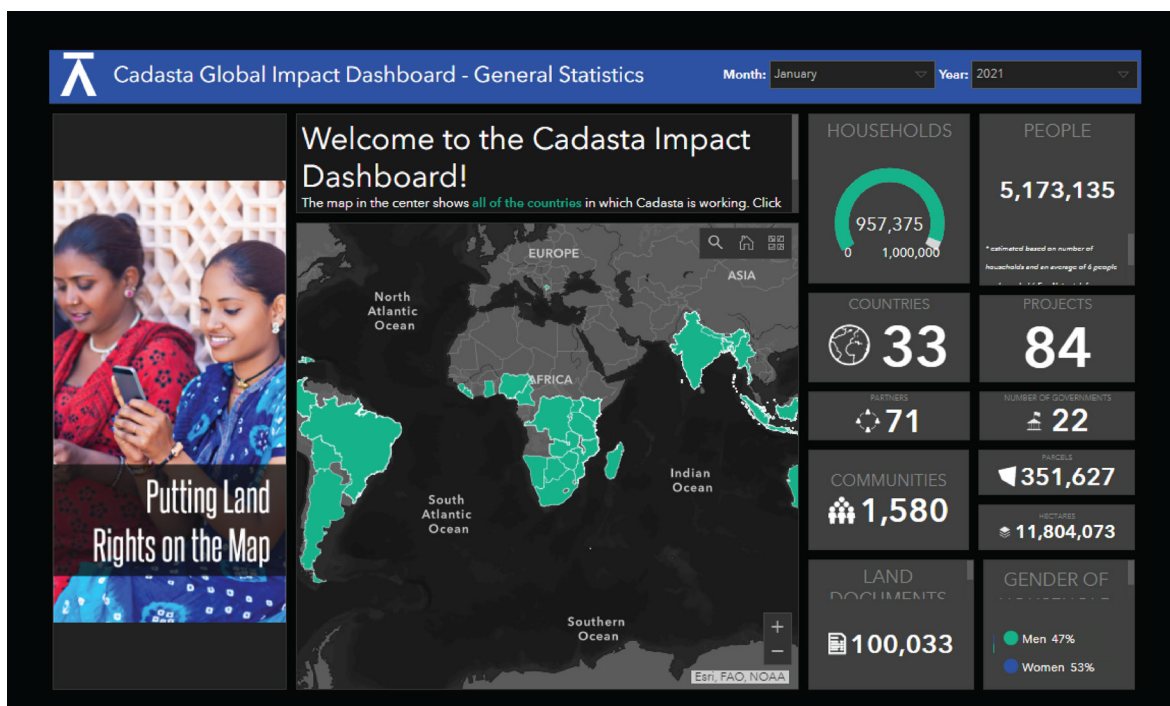 Cadasta Global Impact Dashboard - General Statistics
Month: January
Year: 2021
Putting Land
Rights on the Map
Welcome to the Cadasta Impact
Dashboard!
The map in the center shows all of the countries in which Cadasta is working. Click
EUROPE
ASIA
North
Atlantic
Ocean
AFRICA
Indian
Ocean
South
Atlantic
Ocean
Southern
Ocean
+
−
Esri, FAO, NOAA
HOUSEHOLDS
957,375
0 1,000,000
PEOPLE
5,173,135
* estimated based on number of
households and an average of 6 people
COUNTRIES
33
PROJECTS
84
PARTNERS
71
NUMBER OF GOVERNMENTS
22
COMMUNITIES
1,580
PARCELS
351,627
HECTARES
11,804,073
LAND
DOCUMENTS
100,033
GENDER OF
Men 47%
Women 53%